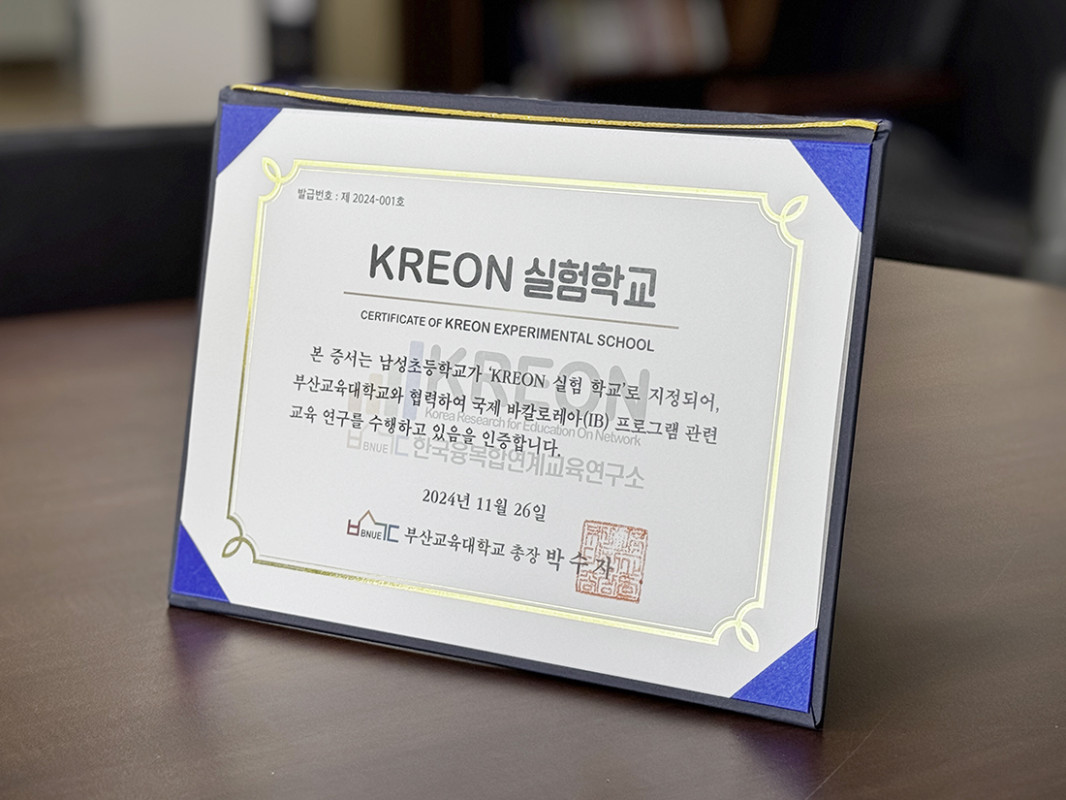 발급번호 : 제 2024-001호
KREON 실험학교
CERTIFICATE OF KREON EXPERIMENTAL SCHOOL
본 증서는 남성초등학교가 'KREON 실험 학교'로 지정되어,
부산교육대학교와 협력하여 국제 바칼로레아(IB) 프로그램 관련
교육 연구를 수행하고 있음을 인증합니다.
KREON
Korea Research for Education On Network
BNUE 한국융복합연계교육연구소
2024년 11월 26일
BNUE 부산교육대학교 총장 박수자